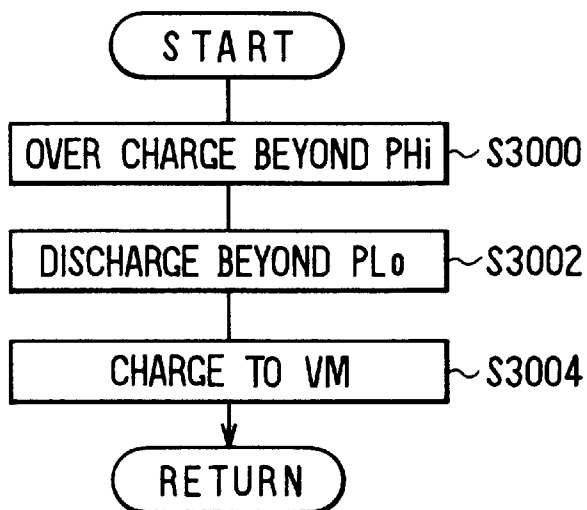 START
OVER CHARGE BEYOND PHi
S3000
DISCHARGE BEYOND PLo
S3002
CHARGE TO VM
S3004
RETURN